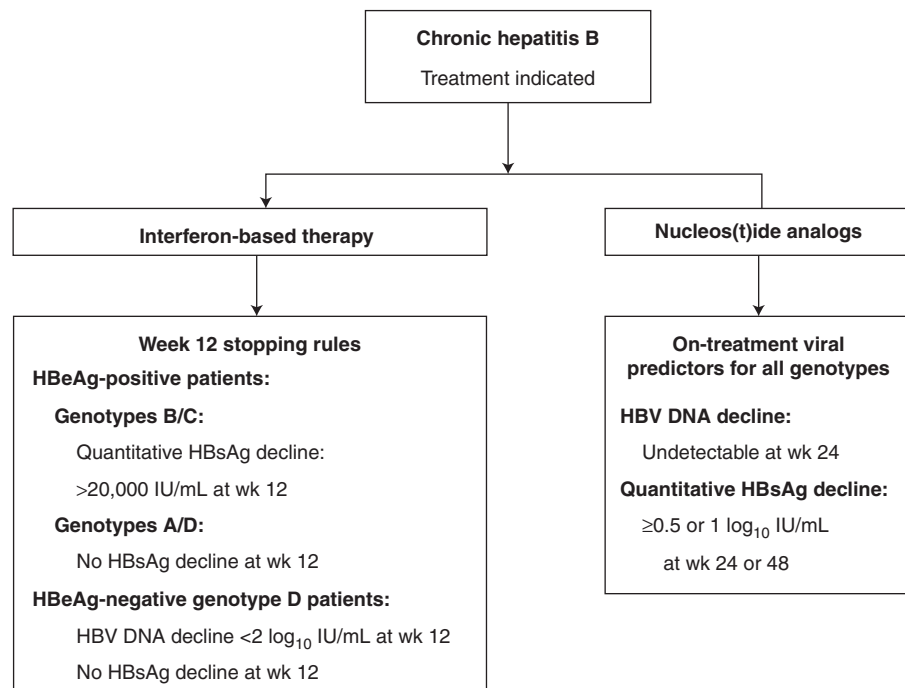 Chronic hepatitis B
Treatment indicated
Interferon-based therapy
Nucleos(t)ide analogs
Week 12 stopping rules
HBeAg-positive patients:
Genotypes B/C:
Quantitative HBsAg decline:
>20,000 IU/mL at wk 12
Genotypes A/D:
No HBsAg decline at wk 12
HBeAg-negative genotype D patients:
HBV DNA decline <2 log₁₀ IU/mL at wk 12
No HBsAg decline at wk 12
On-treatment viral
predictors for all genotypes
HBV DNA decline:
Undetectable at wk 24
Quantitative HBsAg decline:
≥0.5 or 1 log₁₀ IU/mL
at wk 24 or 48